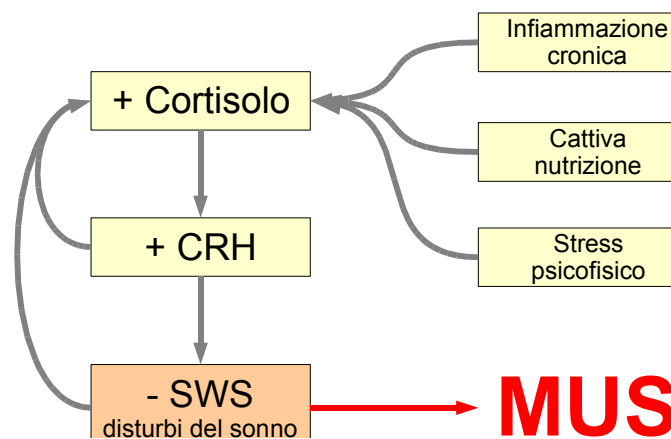 Infiammazione
cronica
+ Cortisolo
Cattiva
nutrizione
+ CRH
Stress
psicofisico
- SWS
disturbi del sonno
MUS